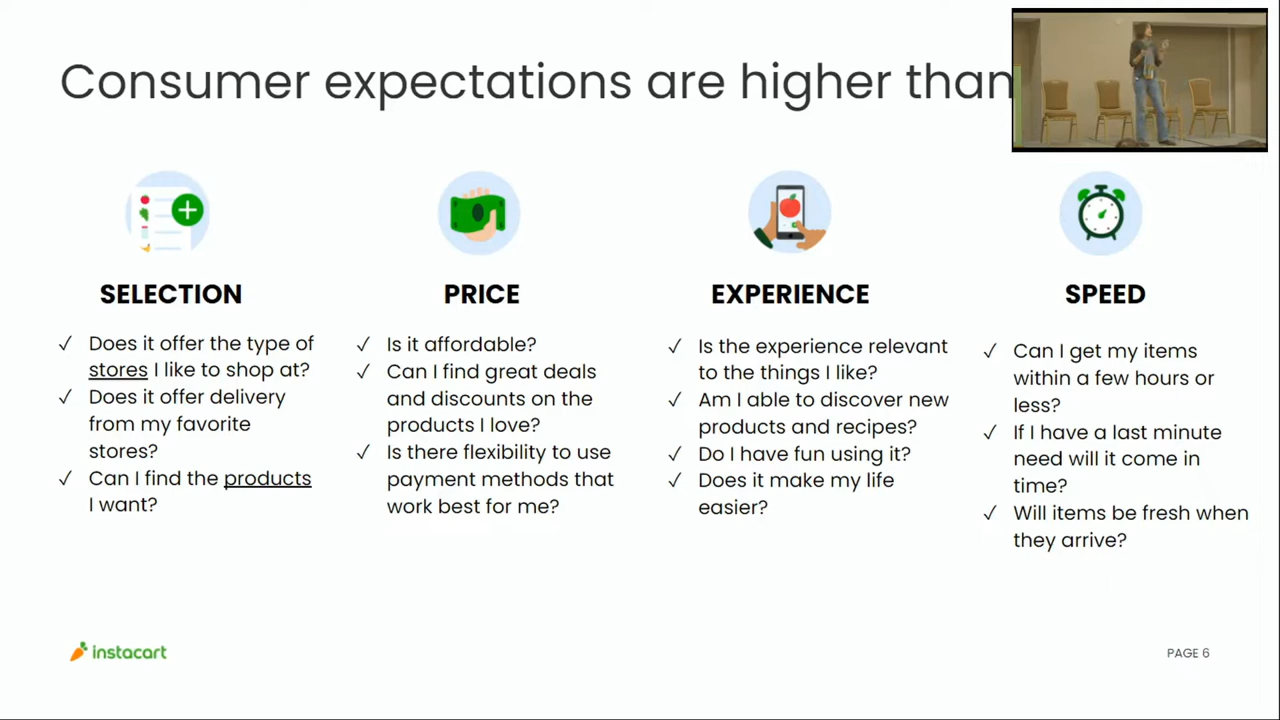 Consumer expectations are higher than
SELECTION
Does it offer the type of
stores I like to shop at?
Does it offer delivery
from my favorite
stores?
Can I find the products
I want?
PRICE
Is it affordable?
Can I find great deals
and discounts on the
products I love?
Is there flexibility to use
payment methods that
work best for me?
EXPERIENCE
Is the experience relevant
to the things I like?
Am I able to discover new
products and recipes?
Do I have fun using it?
Does it make my life
easier?
SPEED
Can I get my items
within a few hours or
less?
If I have a last minute
need will it come in
time?
Will items be fresh when
they arrive?
instacart
PAGE 6